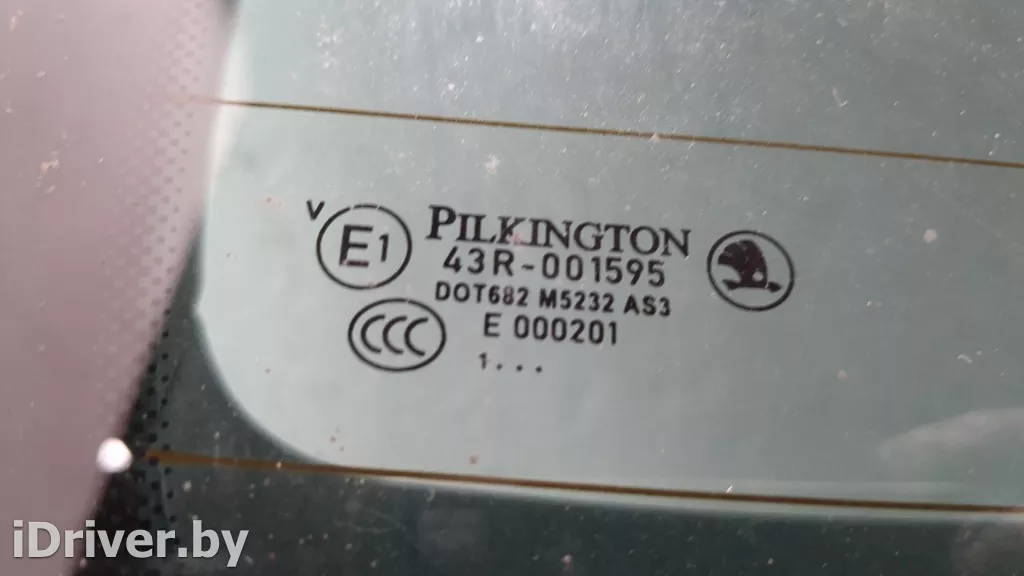 V
E1 PILKINGTON
43R-001595
DOT682 M5232 AS3
CCC E 000201
1...
iDriver.by